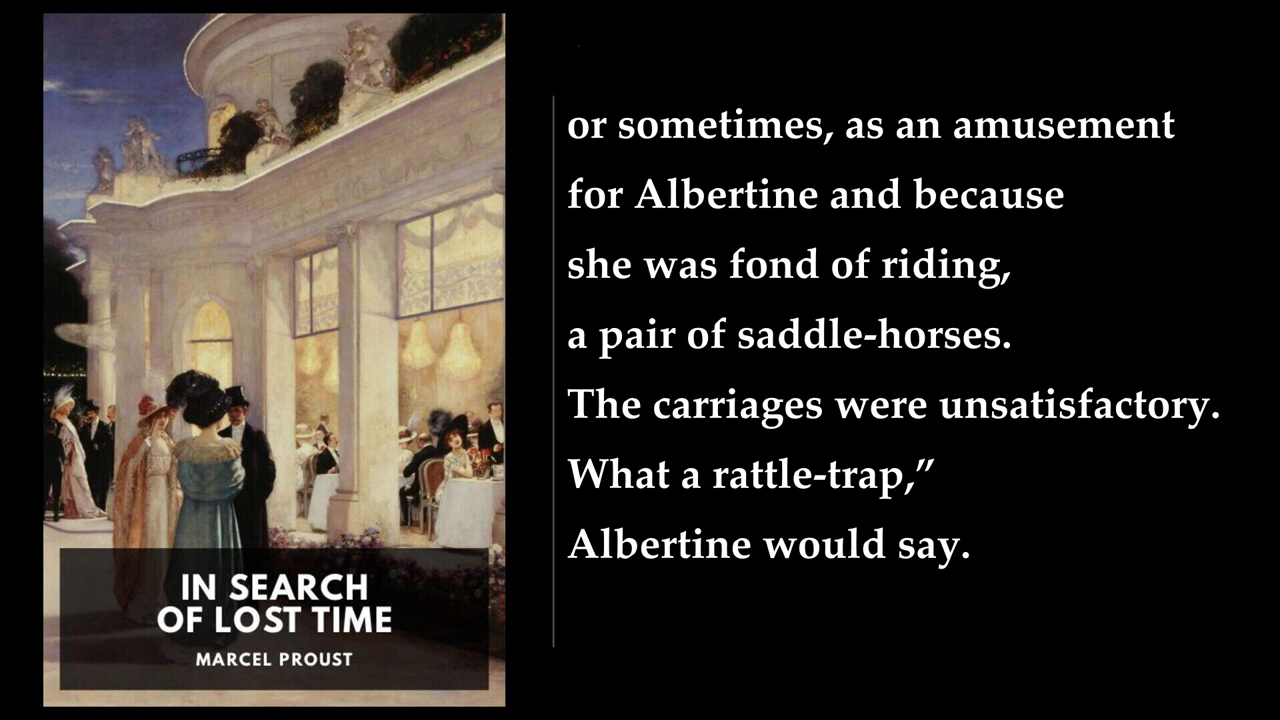 IN SEARCH
OF LOST TIME
MARCEL PROUST
or sometimes, as an amusement
for Albertine and because
she was fond of riding,
a pair of saddle-horses.
The carriages were unsatisfactory.
What a rattle-trap,”
Albertine would say.